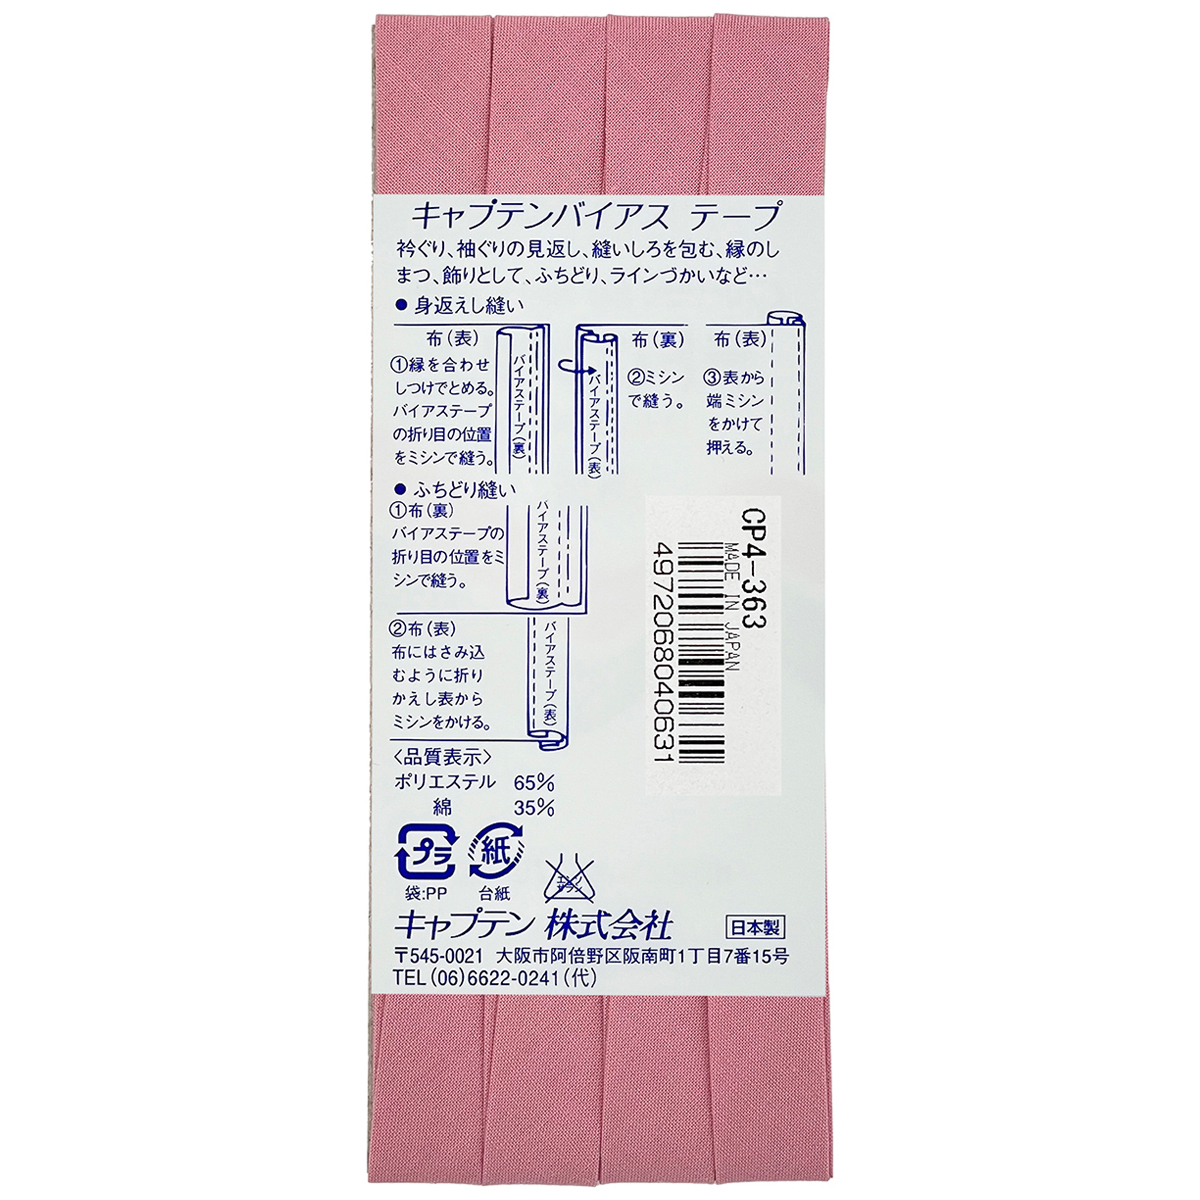 キャプテンバイアス テープ
衿ぐり、袖ぐりの見返し、縫いしろを包む、縁のし
まつ、飾りとして、ふちどり、ラインづかいなど…
● 身返えし縫い
布(表)
①縁を合わせ
しつけでとめる。
バイアステープ
の折り目の位置
をミシンで縫う。
バイアステープ(裏)
バイアステープ(表)
布(裏)
②ミシン
で縫う。
布(表)
③表から
端ミシン
をかけて
押える。
● ふちどり縫い
①布(裏)
バイアステープの
折り目の位置をミ
シンで縫う。
バイアステープ(裏)
②布(表)
布にはさみ込
むように折り
かえし表から
ミシンをかける。
バイアステープ(表)
CP4-363
MADE IN JAPAN
4972068040631
〈品質表示〉
ポリエステル 65%
綿 35%
プラ
袋:PP
紙
台紙
エンソ
サラシ
キャプテン 株式会社
日本製
〒545-0021 大阪市阿倍野区阪南町1丁目7番15号
TEL(06)6622-0241(代)